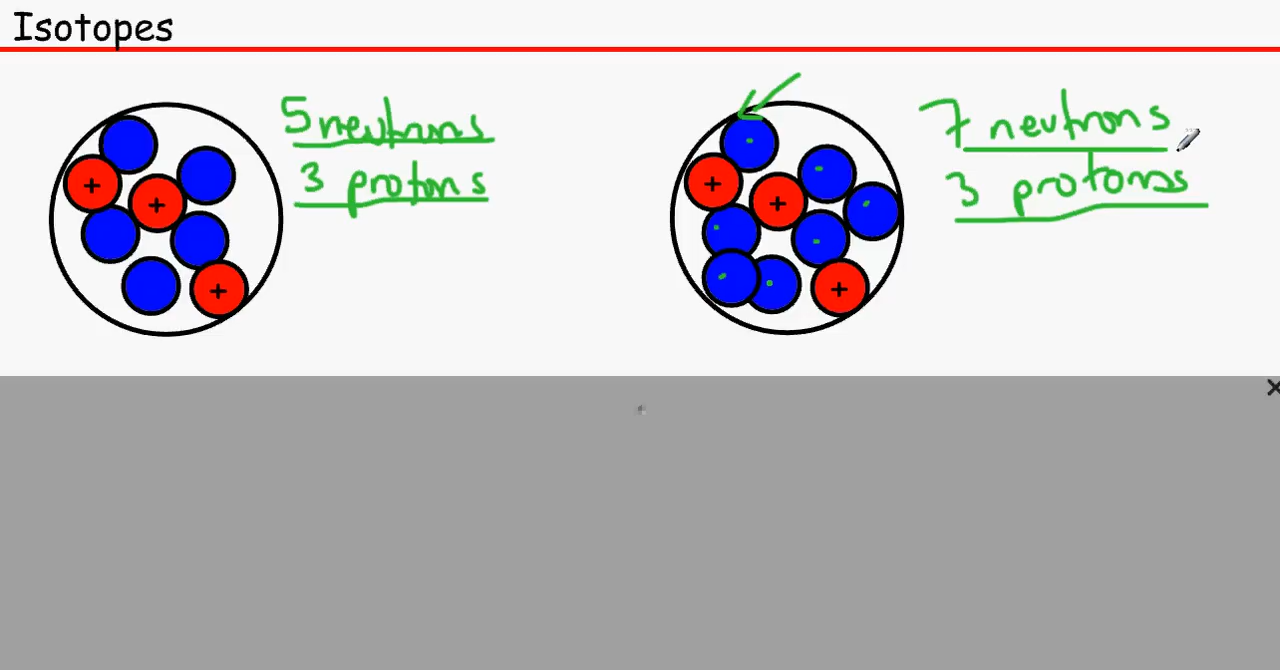 Isotopes
5 neutrons
3 protons
7 neutrons
3 protons
+
+
+
+
+
+